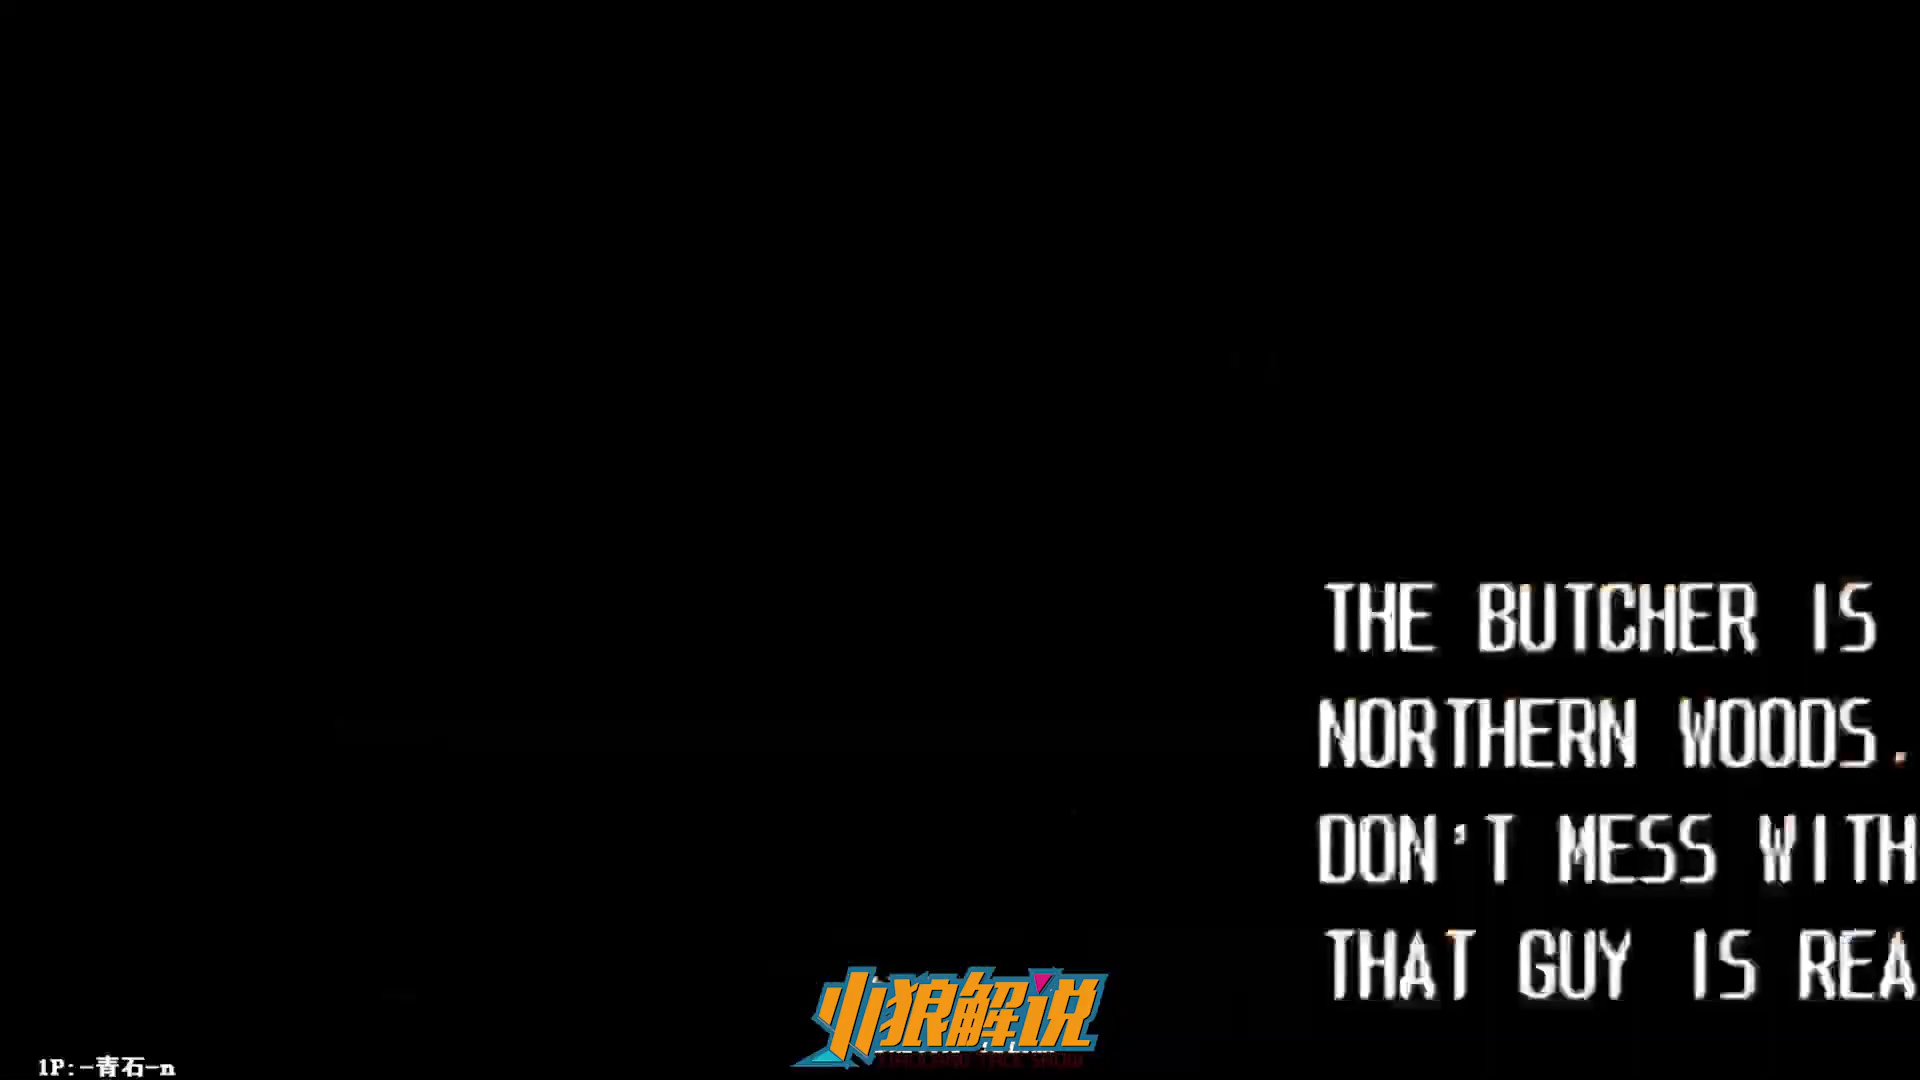 THE BUTCHER IS
NORTHERN WOODS.
DON'T MESS WITH
THAT GUY IS REA
小狼解说
1P:-青石-n